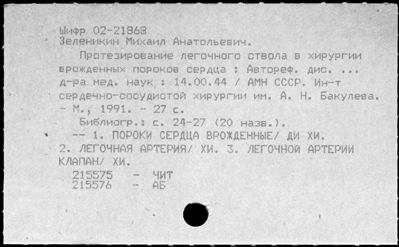 Шифр 02-21868
Зеленикин Михаил Анатольевич.
Протезирование легочного ствола в хирургии
врожденных пороков сердца : Автореф. дис. ...
д-ра мед. наук : 14.00.44 / АМН СССР. Ин-т
сердечно-сосудистой хирургии им. А. Н. Бакулева.
- М., 1991. - 27 с.
Библиогр.: с. 24-27 (20 назв.).
-- 1. ПОРОКИ СЕРДЦА ВРОЖДЕННЫЕ/ ДИ ХИ.
2. ЛЕГОЧНАЯ АРТЕРИЯ/ ХИ. 3. ЛЕГОЧНОЙ АРТЕРИИ
КЛАПАН/ ХИ.
215575 - ЧИТ
215576 - АБ